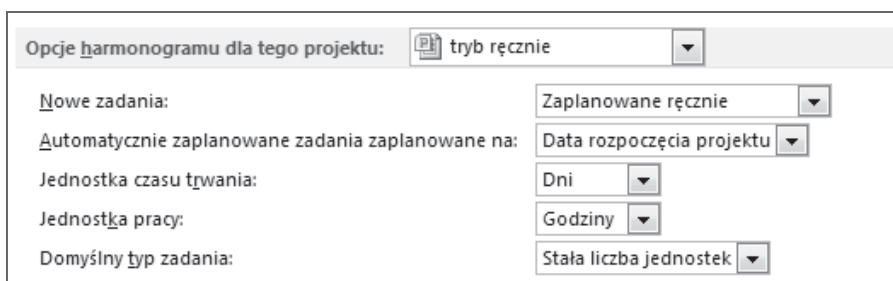 Opcje harmonogramu dla tego projektu: tryb ręcznie
Nowe zadania: Zaplanowane ręcznie
Automatycznie zaplanowane zadania zaplanowane na: Data rozpoczęcia projektu
Jednostka czasu trwania: Dni
Jednostka pracy: Godziny
Domyślny typ zadania: Stała liczba jednostek